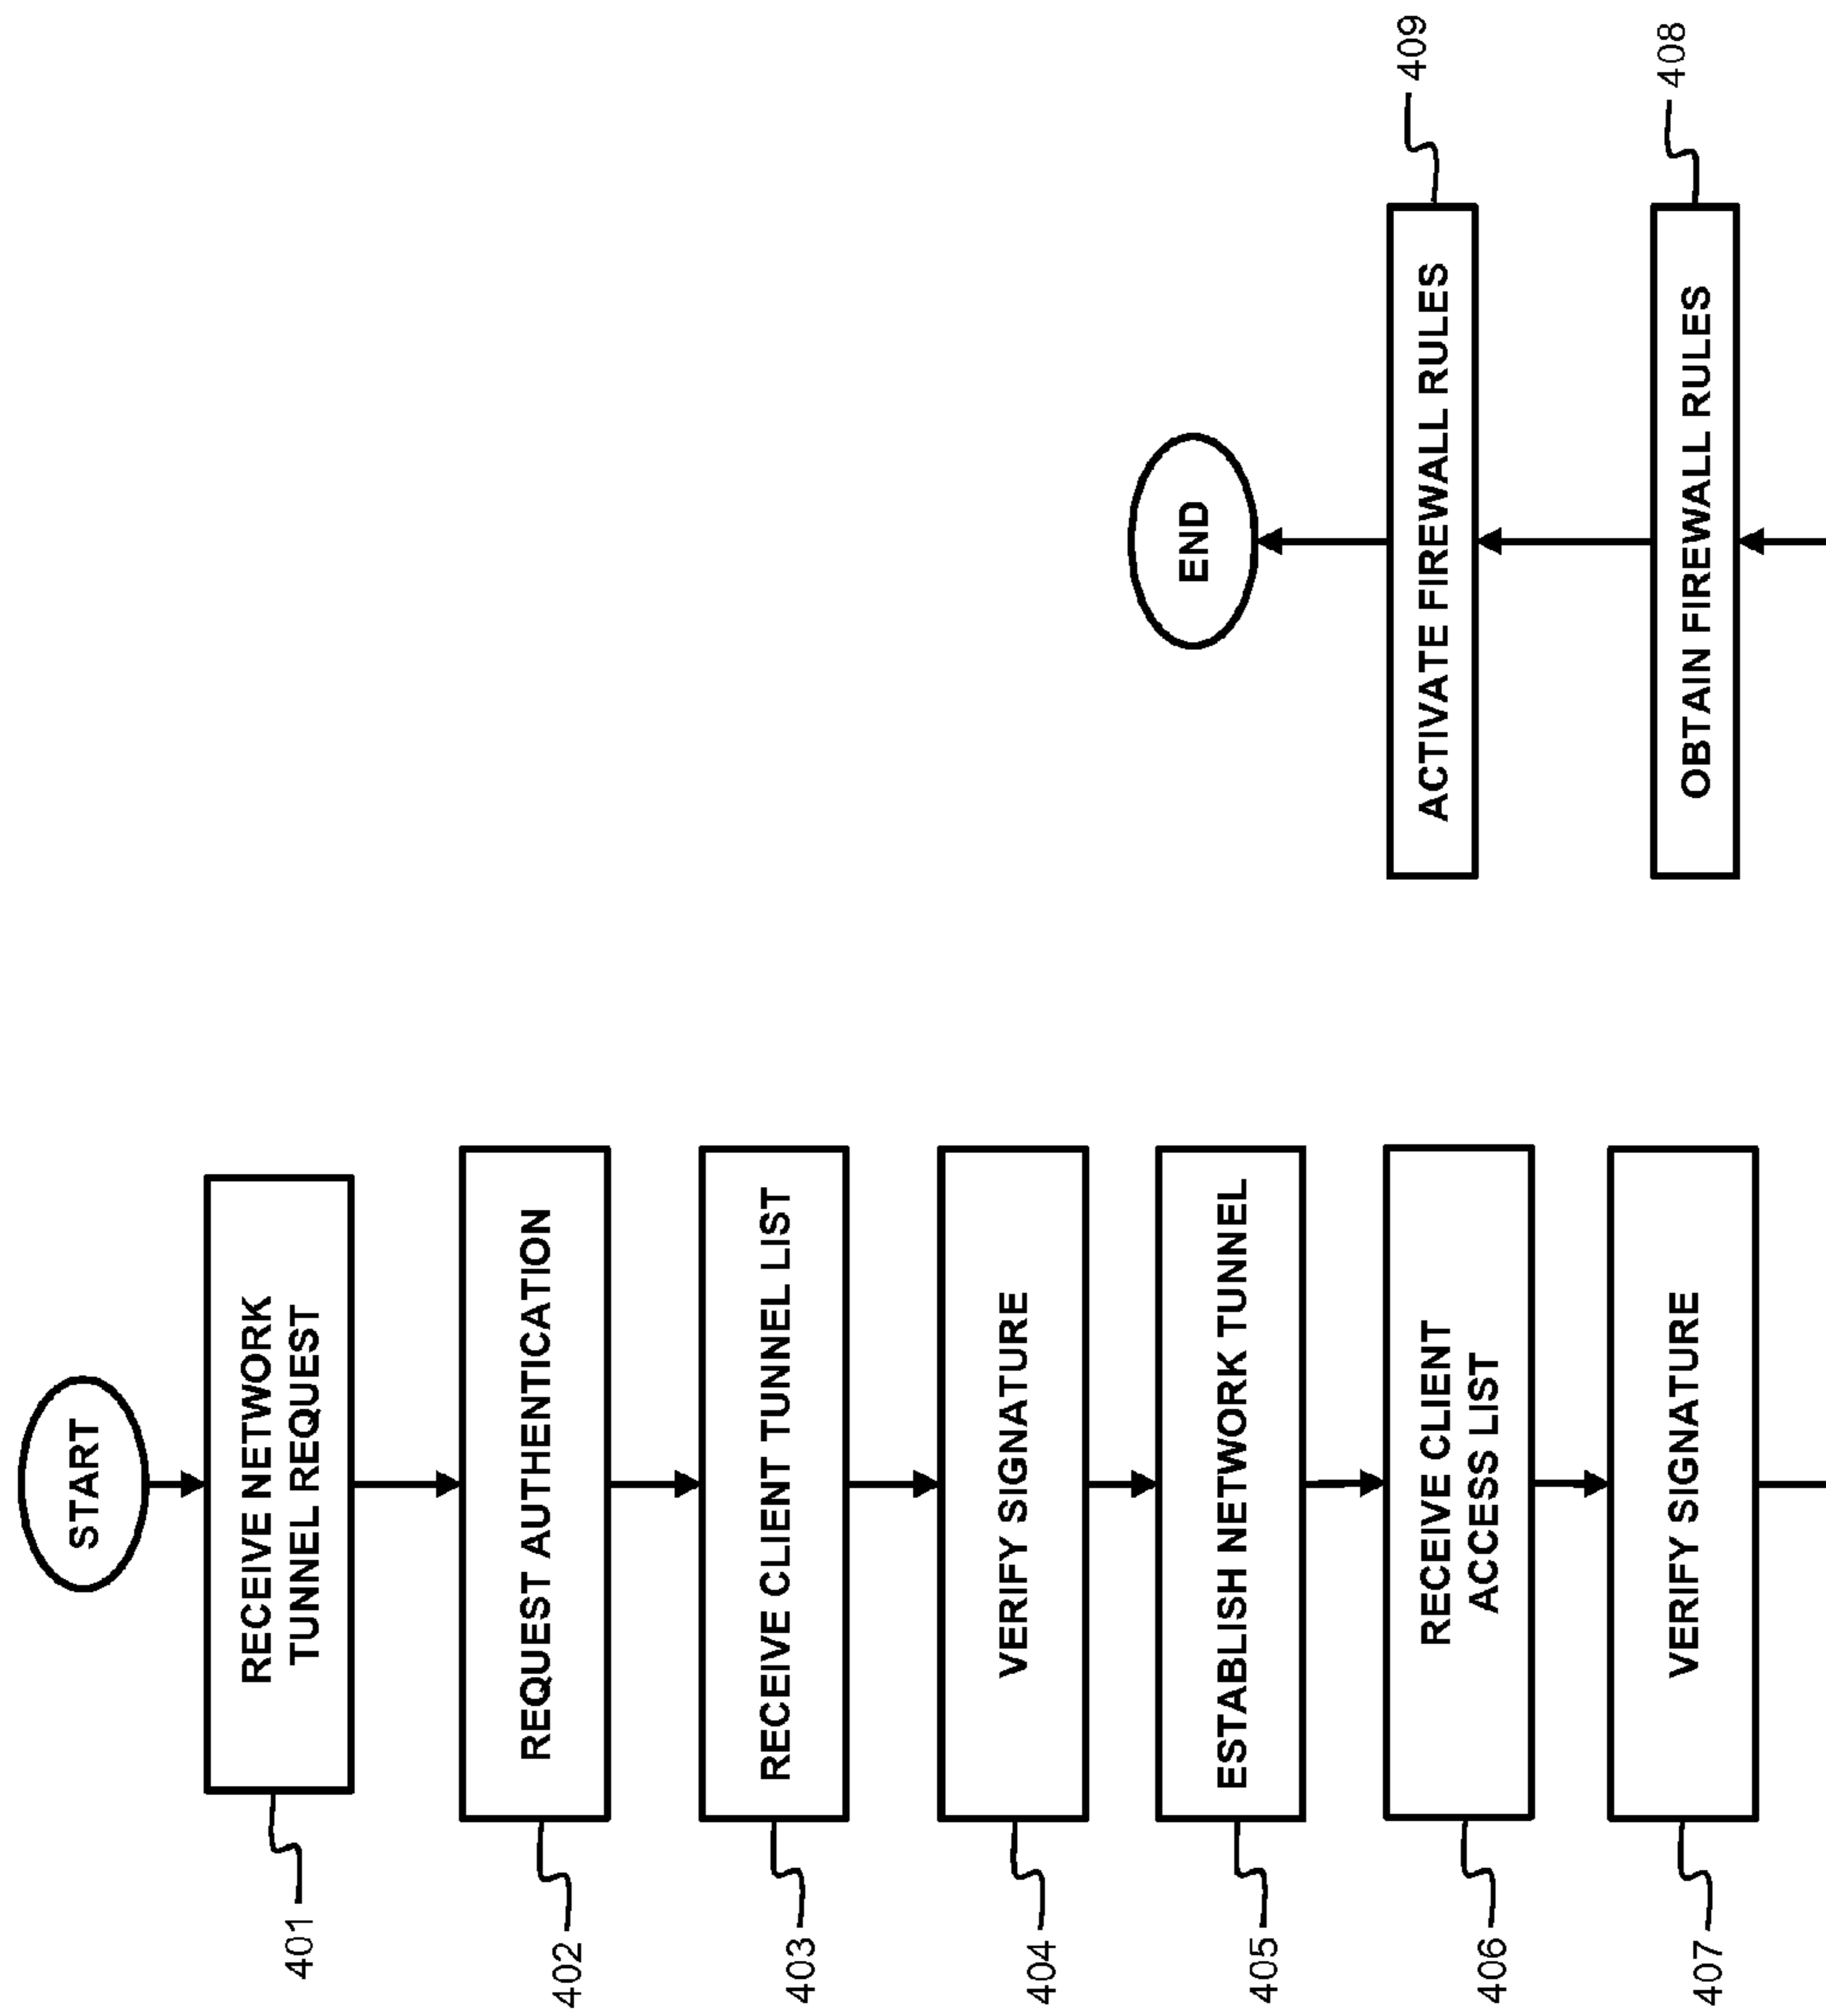 START
RECEIVE NETWORK
TUNNEL REQUEST
401
REQUEST AUTHENTICATION
402
RECEIVE CLIENT TUNNEL LIST
403
VERIFY SIGNATURE
404
ESTABLISH NETWORK TUNNEL
405
RECEIVE CLIENT
ACCESS LIST
406
VERIFY SIGNATURE
407
OBTAIN FIREWALL RULES
408
ACTIVATE FIREWALL RULES
409
END